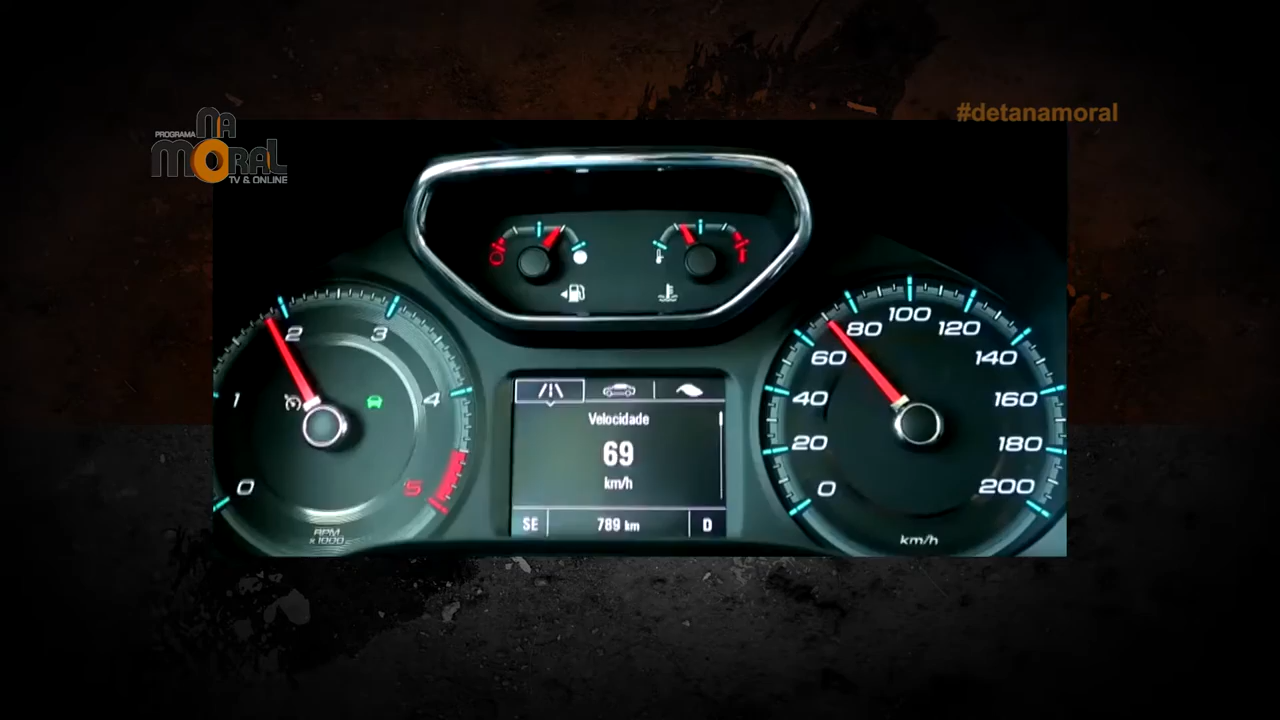 #detanamoral
PROGRAMA NA
MORAL
TV & ONLINE
0
1
2
3
4
5
RPM
x 1000
Velocidade
69
km/h
SE
789 km
D
0
20
40
60
80
100
120
140
160
180
200
km/h